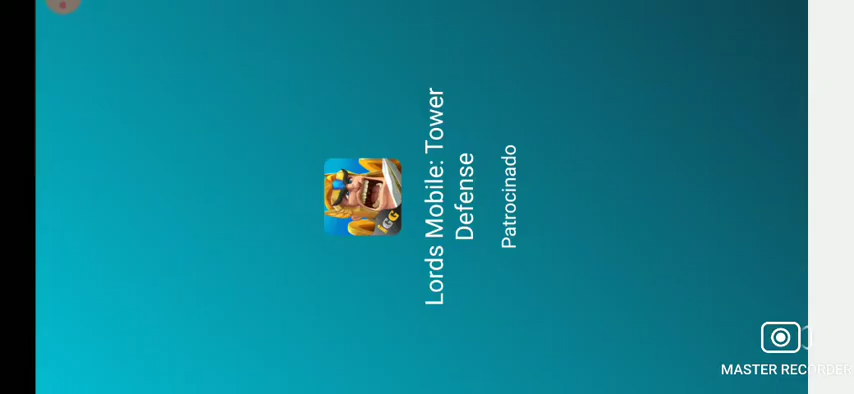 Lords Mobile: Tower
Defense
Patrocinado
IGG
MASTER RECORDER